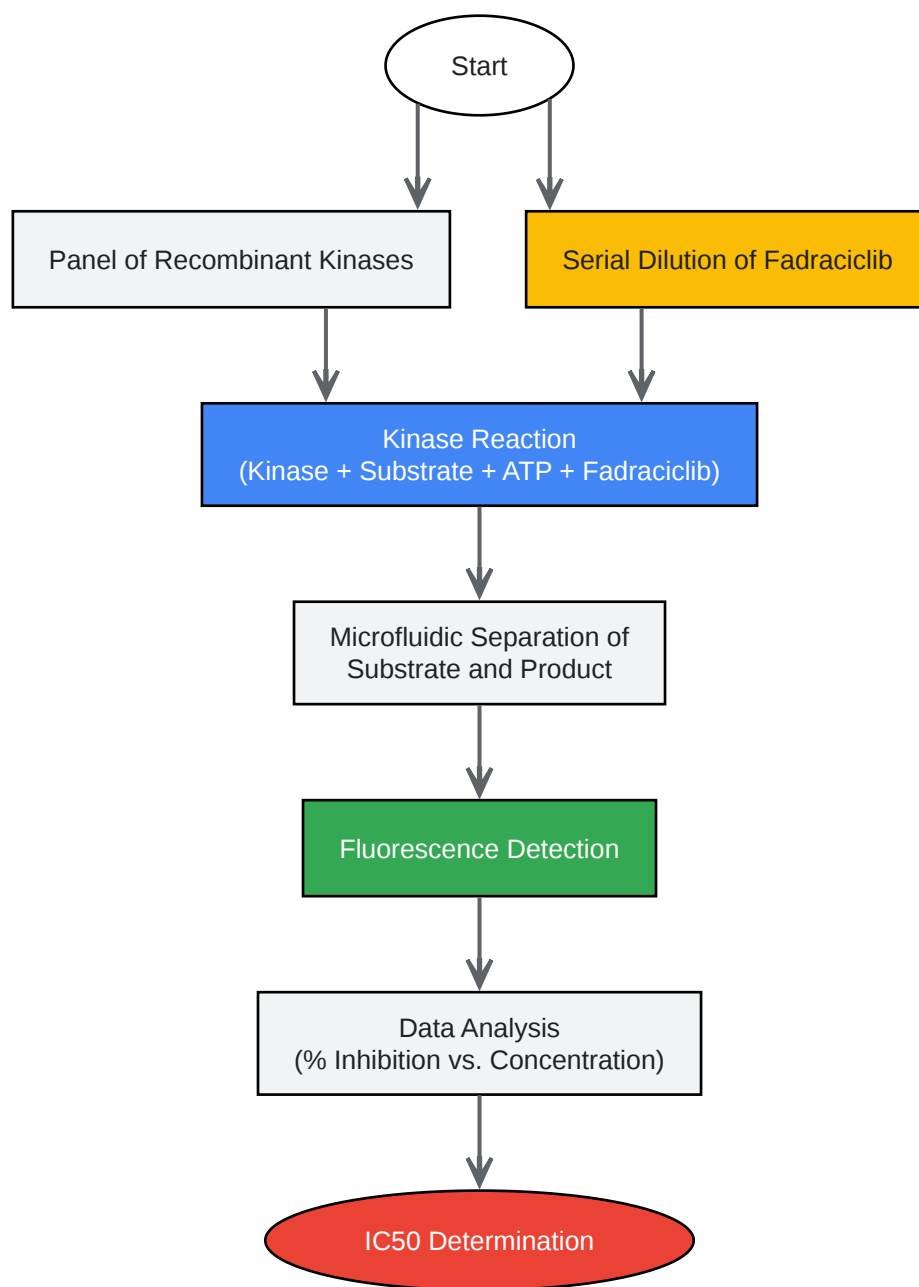 Start
Panel of Recombinant Kinases
Serial Dilution of Fadraciclib
Kinase Reaction
(Kinase + Substrate + ATP + Fadraciclib)
Microfluidic Separation of
Substrate and Product
Fluorescence Detection
Data Analysis
(% Inhibition vs. Concentration)
IC50 Determination